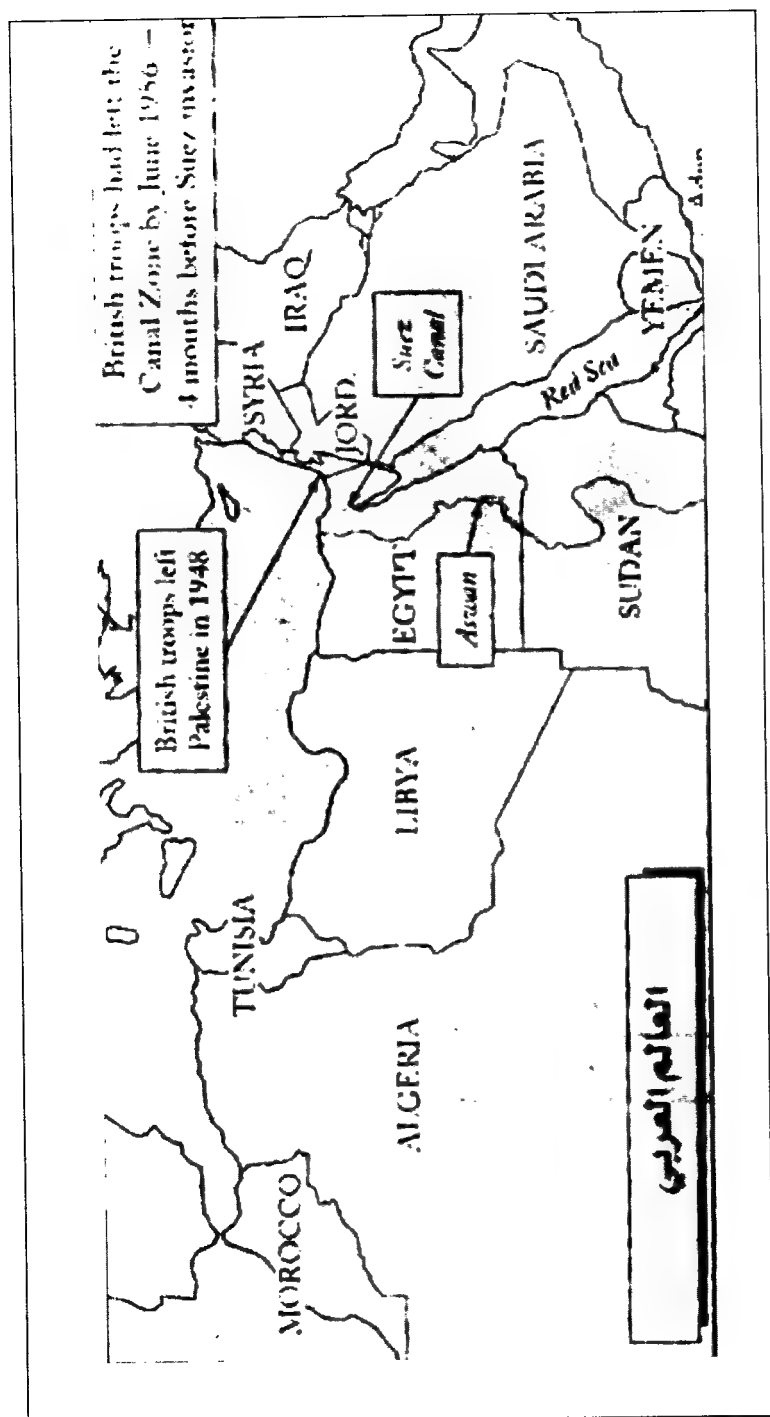 British troops had left the
Canal Zone by June 1956 –
4 months before Suez invasion
British troops left
Palestine in 1948
SYRIA
IRAQ
JORD.
Suez
Canal
SAUDI ARABIA
YEMEN
Aden
Red Sea
EGYPT
Aswan
SUDAN
LIBYA
TUNISIA
ALGERIA
MOROCCO
العالم العربي